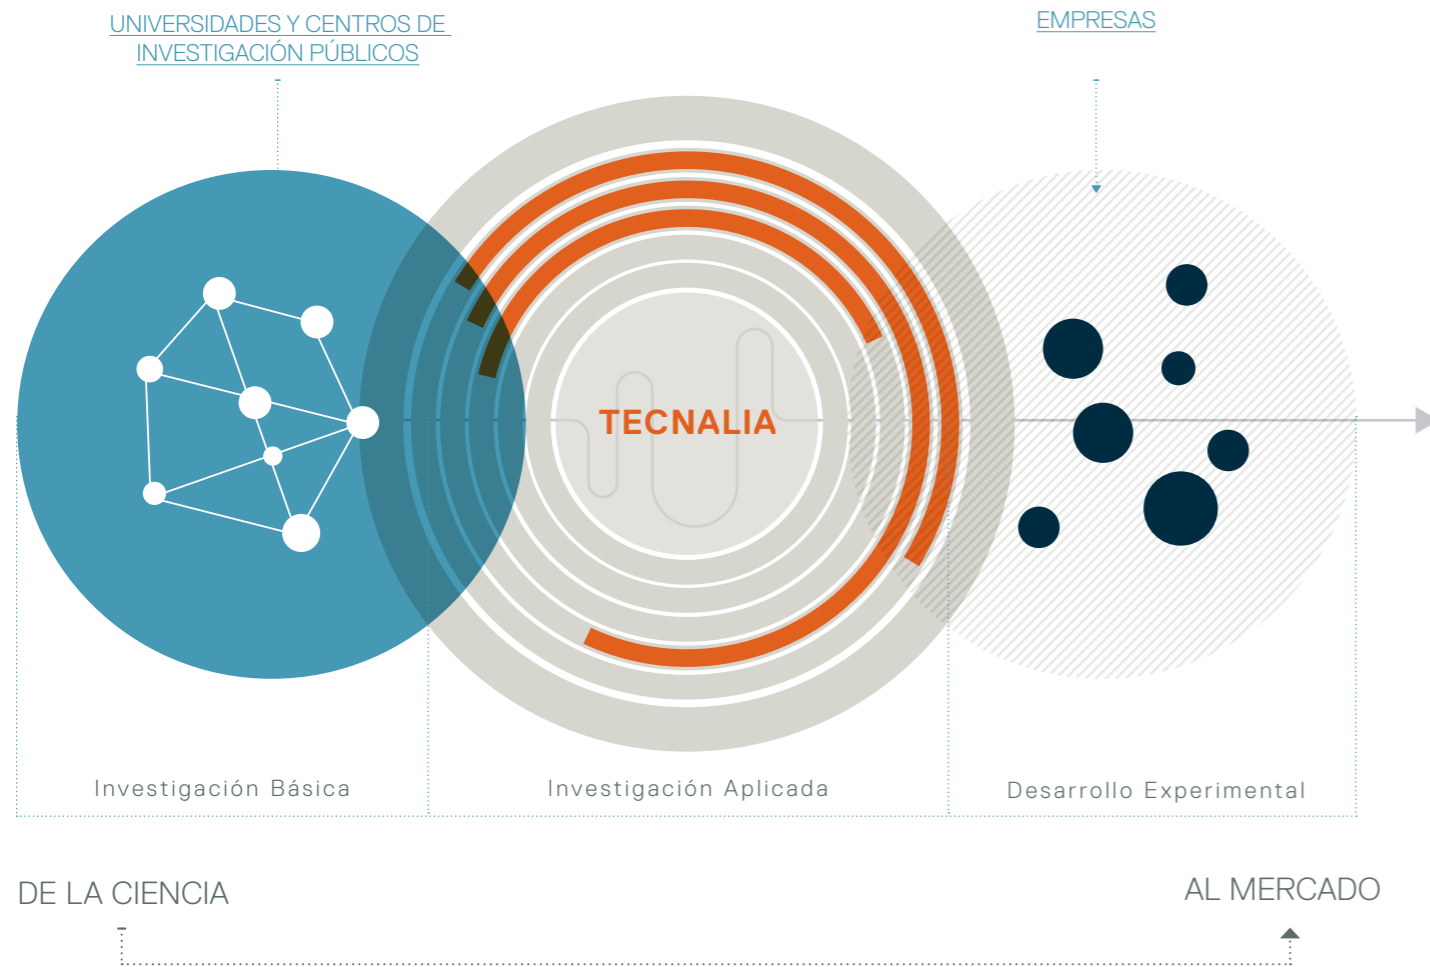 UNIVERSIDADES Y CENTROS DE
INVESTIGACIÓN PÚBLICOS
EMPRESAS
TECNALIA
Investigación Básica
Investigación Aplicada
Desarrollo Experimental
DE LA CIENCIA
AL MERCADO